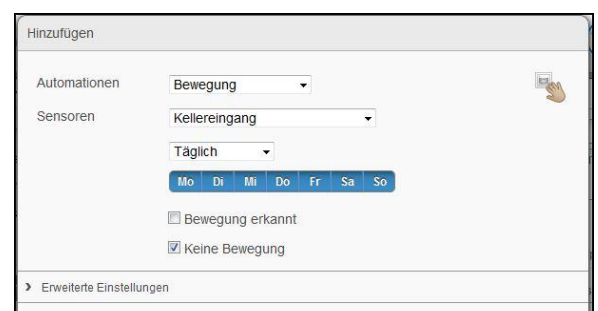 Hinzufügen
Automationen Bewegung
Sensoren Kellereingang
Täglich
Mo Di Mi Do Fr Sa So
Bewegung erkannt
Keine Bewegung
Erweiterte Einstellungen